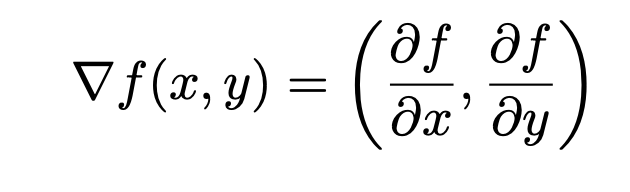 ∇f(x, y) = (∂f/∂x, ∂f/∂y)